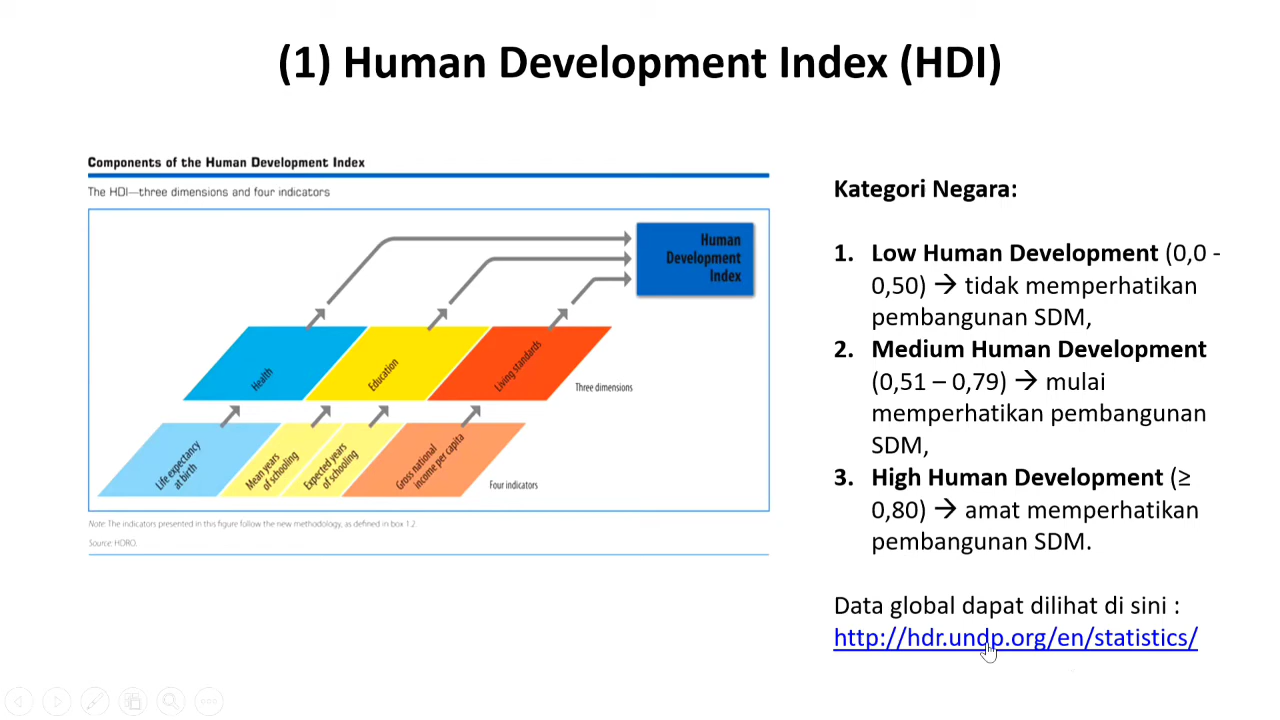 (1) Human Development Index (HDI)
Components of the Human Development Index
The HDI—three dimensions and four indicators
Human
Development
Index
Health
Education
Living standards
Three dimensions
Life expectancy
at birth
Mean years
of schooling
Expected years
of schooling
Gross national
income per capita
Four indicators
Note: The indicators presented in this figure follow the new methodology, as defined in box 1.2.
Source: HDRO.
Kategori Negara:
1. Low Human Development (0,0 -
0,50) → tidak memperhatikan
pembangunan SDM,
2. Medium Human Development
(0,51 – 0,79) → mulai
memperhatikan pembangunan
SDM,
3. High Human Development (≥
0,80) → amat memperhatikan
pembangunan SDM.
Data global dapat dilihat di sini :
http://hdr.undp.org/en/statistics/